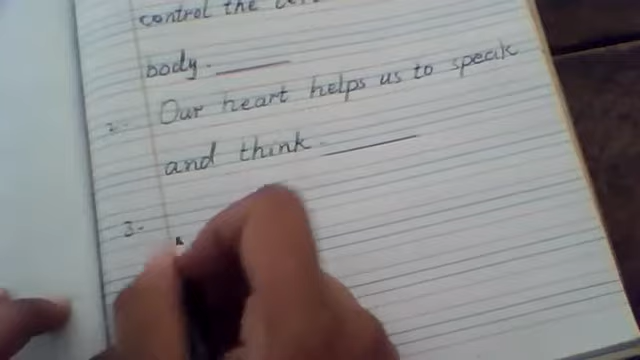 control the
body.
2- Our heart helps us to speak
and think.
3-